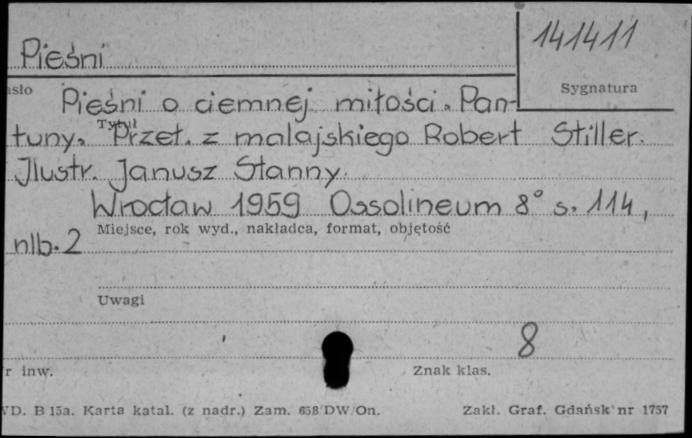 141411
Pieśni
Sygnatura
Pieśni o ciemnej miłości. Pan-
Tytuł
tuny. Przeł. z malajskiego Robert Stiller.
Ilustr. Janusz Stanny.
Wrocław 1959 Ossolineum 8° s. 114,
Miejsce, rok wyd., nakładca, format, objętość
nlb. 2
Uwagi
8
r inw.
Znak klas.
D. B 15a. Karta katal. (z nadr.) Zam. 658/DW/On.
Zakł. Graf. Gdańsk nr 1757